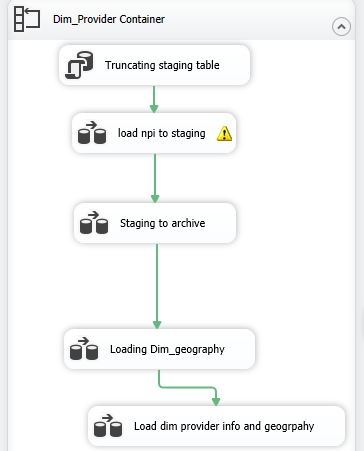 Dim_Provider Container
Truncating staging table
load npi to staging
Staging to archive
Loading Dim_geography
Load dim provider info and geogrpahy